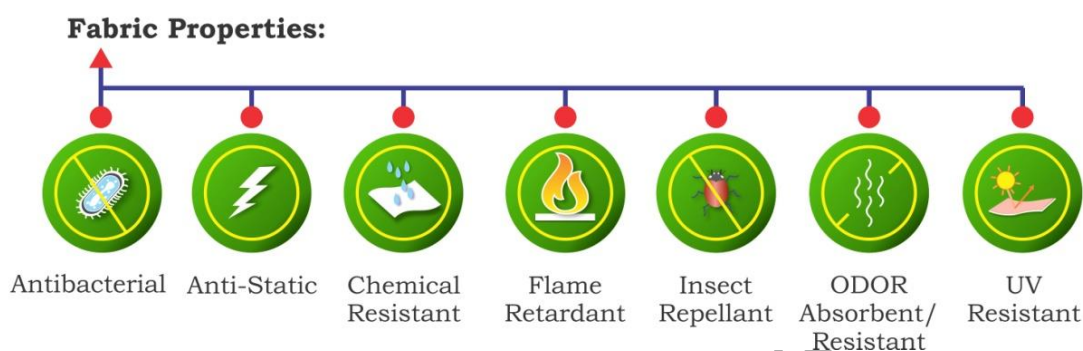 Fabric Properties:
Antibacterial
Anti-Static
Chemical
Resistant
Flame
Retardant
Insect
Repellant
ODOR
Absorbent/
Resistant
UV
Resistant